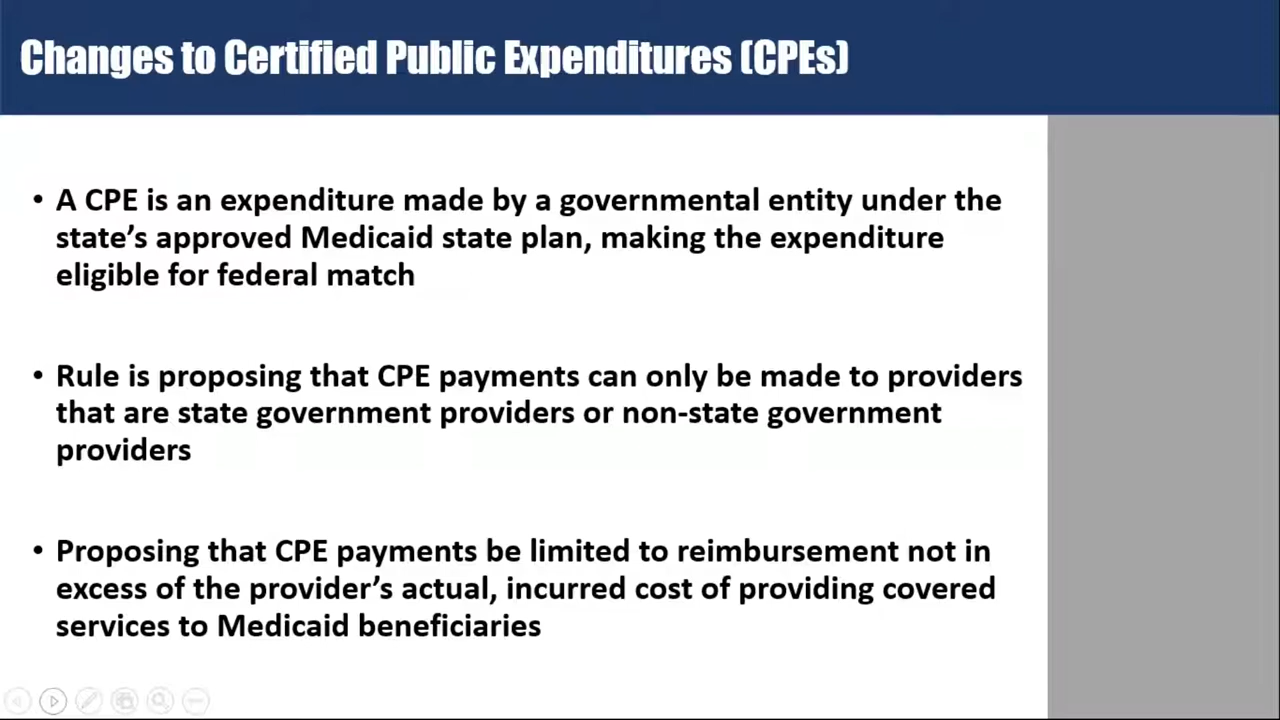 Changes to Certified Public Expenditures (CPEs)
• A CPE is an expenditure made by a governmental entity under the
state’s approved Medicaid state plan, making the expenditure
eligible for federal match
• Rule is proposing that CPE payments can only be made to providers
that are state government providers or non-state government
providers
• Proposing that CPE payments be limited to reimbursement not in
excess of the provider’s actual, incurred cost of providing covered
services to Medicaid beneficiaries